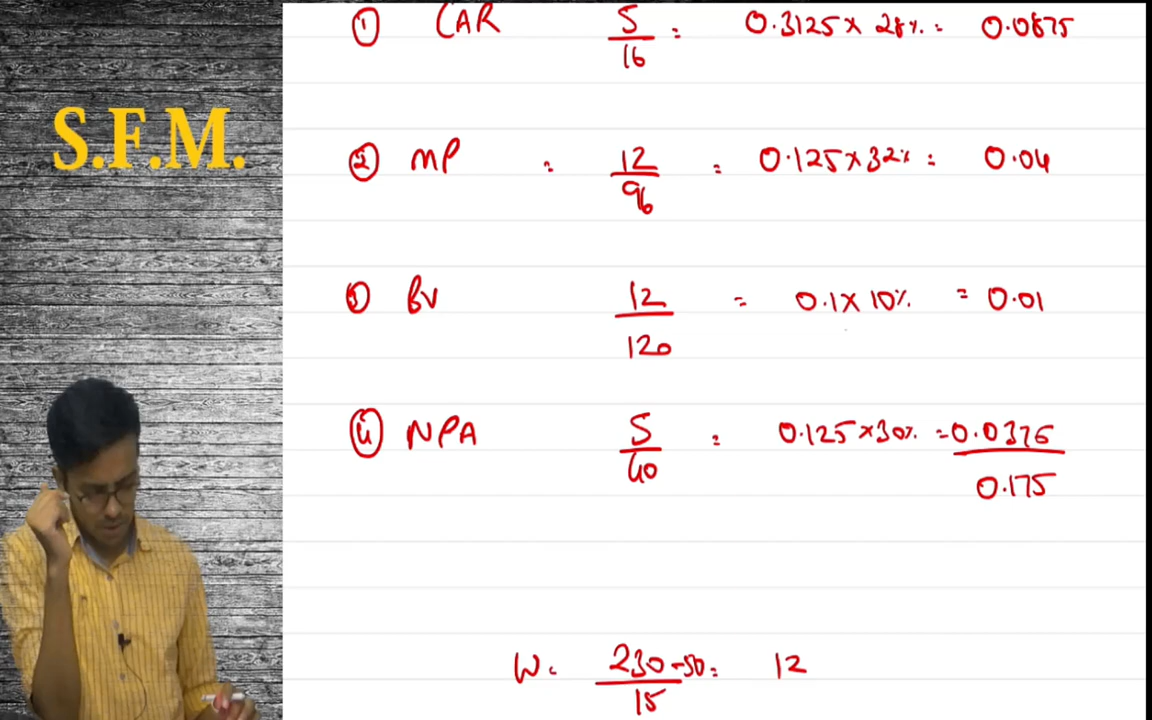 S.F.M.
① CAR 5/16 = 0.3125 x 28% = 0.0875
② MP = 12/96 = 0.125 x 32% = 0.04
③ BV 12/120 = 0.1 x 10% = 0.01
④ NPA 5/40 = 0.125 x 30% = 0.0375
0.175
W = 230-50/15 = 12